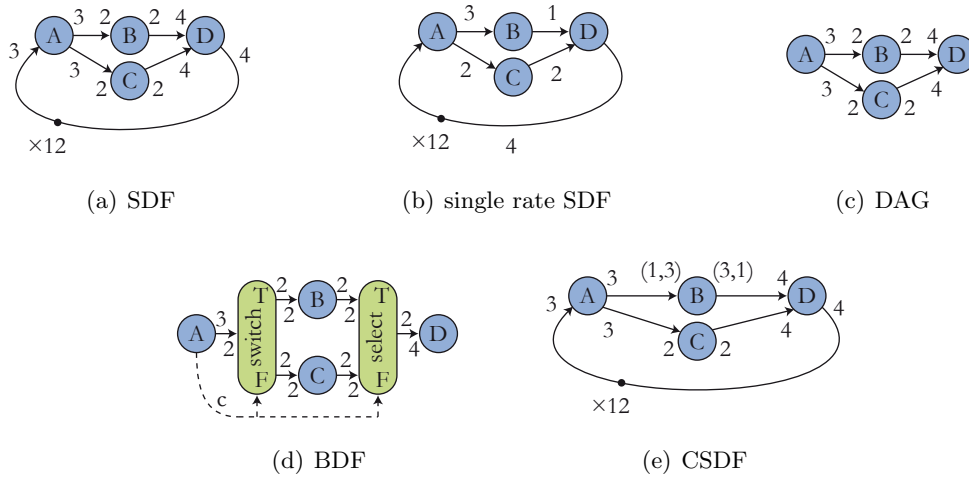 3 A 3 2 B 2 4 D 4
3 2 C 2 4
×12
(a) SDF
A 3 B 1 D
2 C 2
×12 4
(b) single rate SDF
A 3 2 B 2 4 D
3 2 C 2 4
(c) DAG
A 3 2 switch T F
2 2 B 2 2
2 2 C 2 2
select T F
2 4 D
c
(d) BDF
3 A 3 (1,3) B (3,1) 4 D 4
3 2 C 2 4
×12
(e) CSDF